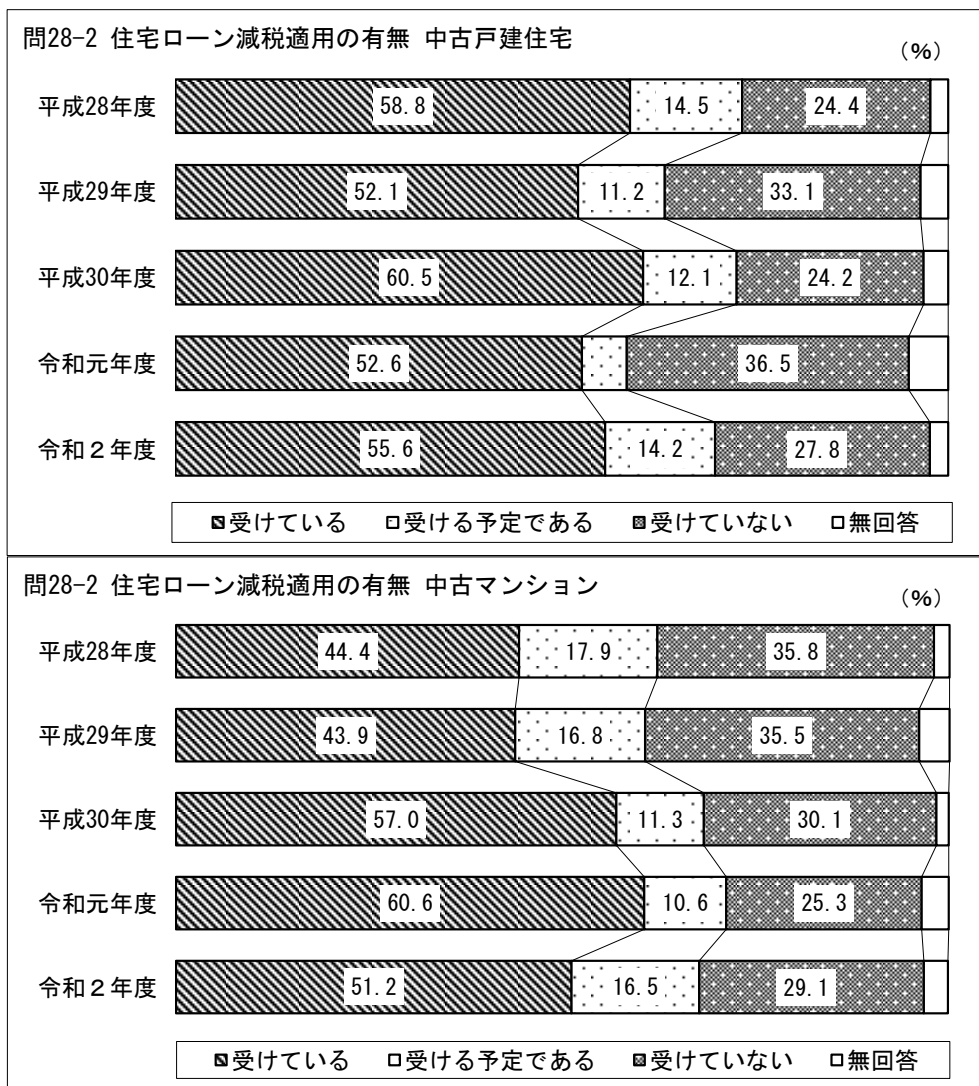 問28-2 住宅ローン減税適用の有無 中古戸建住宅
(%)
平成28年度 58.8 14.5 24.4
平成29年度 52.1 11.2 33.1
平成30年度 60.5 12.1 24.2
令和元年度 52.6 36.5
令和２年度 55.6 14.2 27.8
受けている 受ける予定である 受けていない 無回答
問28-2 住宅ローン減税適用の有無 中古マンション
(%)
平成28年度 44.4 17.9 35.8
平成29年度 43.9 16.8 35.5
平成30年度 57.0 11.3 30.1
令和元年度 60.6 10.6 25.3
令和２年度 51.2 16.5 29.1
受けている 受ける予定である 受けていない 無回答